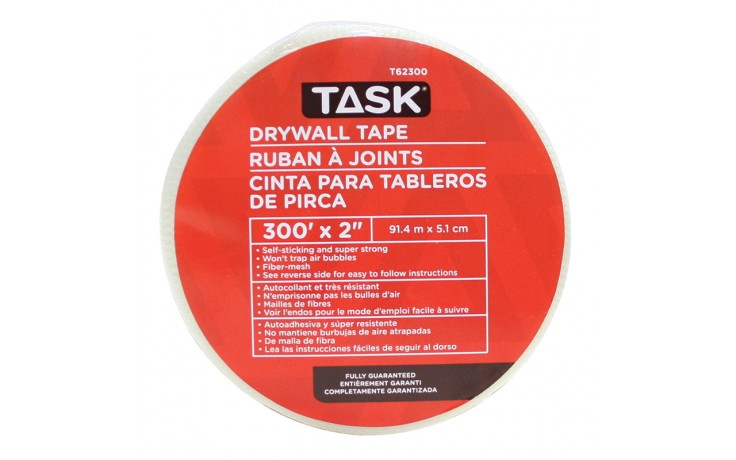 T62300
TASK®
DRYWALL TAPE
RUBAN À JOINTS
CINTA PARA TABLEROS
DE PIRCA
300' x 2" 91.4 m x 5.1 cm
• Self-sticking and super strong
• Won't trap air bubbles
• Fiber-mesh
• See reverse side for easy to follow instructions
• Autocollant et très résistant
• N'emprisonne pas les bulles d'air
• Mailles de fibres
• Voir l'endos pour le mode d'emploi facile à suivre
• Autoadhesiva y súper resistente
• No mantiene burbujas de aire atrapadas
• De malla de fibra
• Lea las instrucciones fáciles de seguir al dorso
FULLY GUARANTEED
ENTIÈREMENT GARANTI
COMPLETAMENTE GARANTIZADA